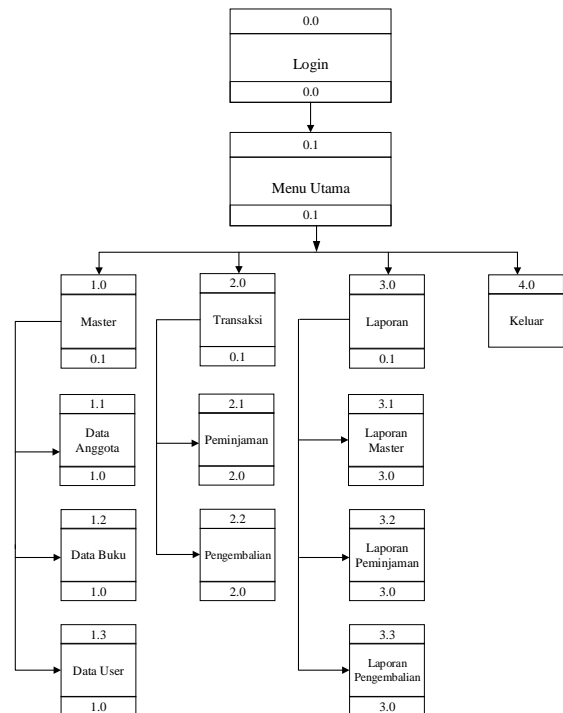 0.0
Login
0.0
0.1
Menu Utama
0.1
1.0
Master
0.1
2.0
Transaksi
0.1
3.0
Laporan
0.1
4.0
Keluar
1.1
Data
Anggota
1.0
2.1
Peminjaman
2.0
3.1
Laporan
Master
3.0
1.2
Data Buku
1.0
2.2
Pengembalian
2.0
3.2
Laporan
Peminjaman
3.0
1.3
Data User
1.0
3.3
Laporan
Pengembalian
3.0